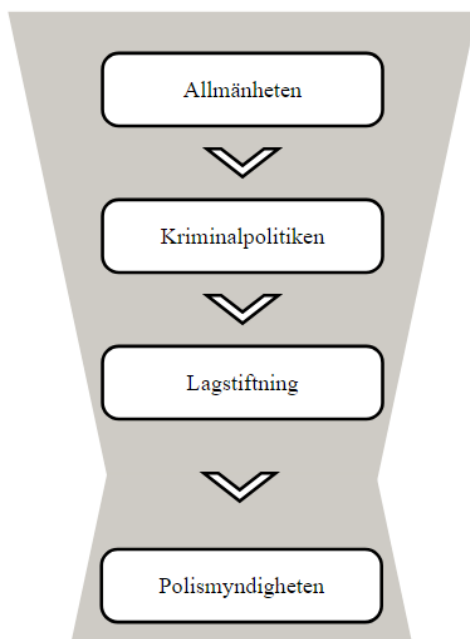 Allmänheten
Kriminalpolitiken
Lagstiftning
Polismyndigheten